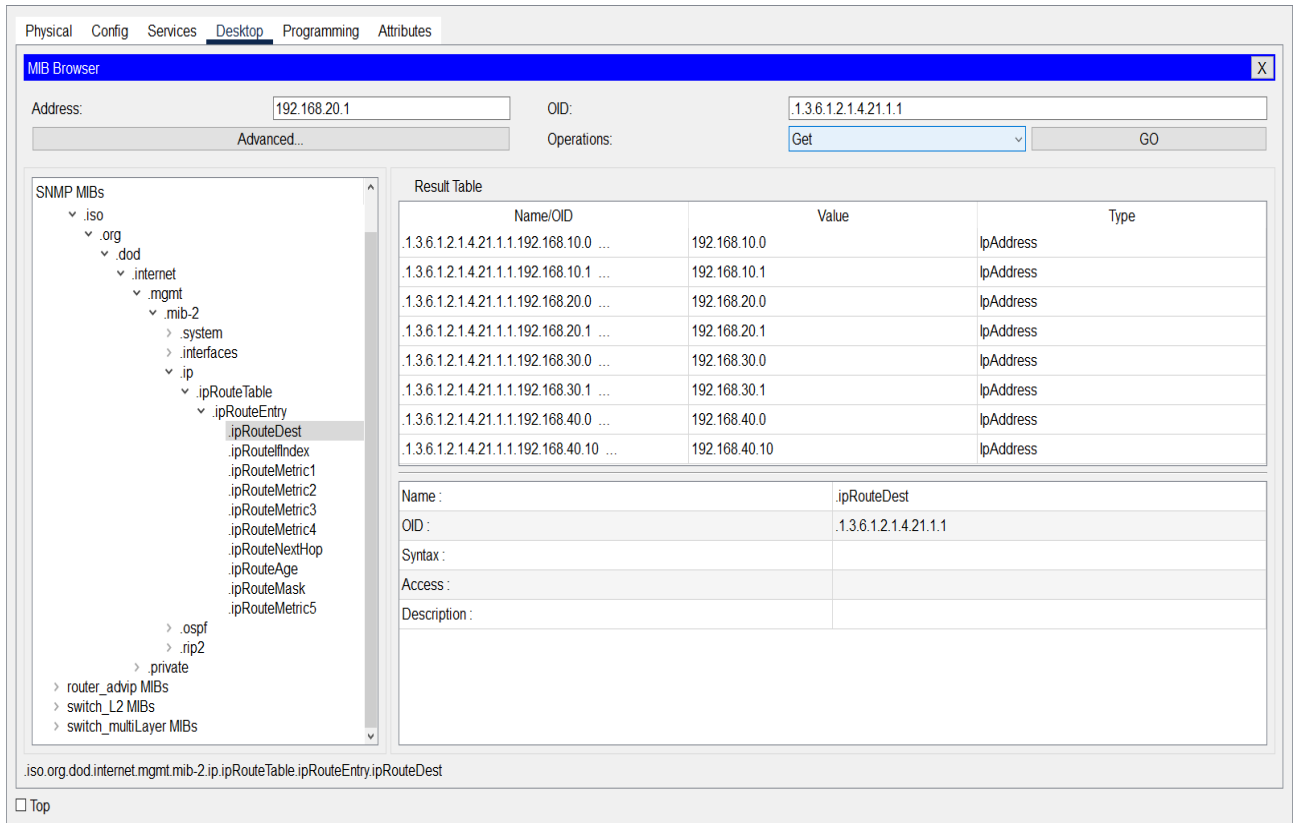 Physical Config Services Desktop Programming Attributes
MIB Browser X
Address: 192.168.20.1 OID: .1.3.6.1.2.1.4.21.1.1
Advanced... Operations: Get GO
SNMP MIBs
.iso
.org
.dod
.internet
.mgmt
.mib-2
.system
.interfaces
.ip
.ipRouteTable
.ipRouteEntry
.ipRouteDest
.ipRouteIfIndex
.ipRouteMetric1
.ipRouteMetric2
.ipRouteMetric3
.ipRouteMetric4
.ipRouteNextHop
.ipRouteAge
.ipRouteMask
.ipRouteMetric5
.ospf
.rip2
.private
router_advip MIBs
switch_L2 MIBs
switch_multiLayer MIBs
Result Table
Name/OID Value Type
.1.3.6.1.2.1.4.21.1.1.192.168.10.0 ... 192.168.10.0 IpAddress
.1.3.6.1.2.1.4.21.1.1.192.168.10.1 ... 192.168.10.1 IpAddress
.1.3.6.1.2.1.4.21.1.1.192.168.20.0 ... 192.168.20.0 IpAddress
.1.3.6.1.2.1.4.21.1.1.192.168.20.1 ... 192.168.20.1 IpAddress
.1.3.6.1.2.1.4.21.1.1.192.168.30.0 ... 192.168.30.0 IpAddress
.1.3.6.1.2.1.4.21.1.1.192.168.30.1 ... 192.168.30.1 IpAddress
.1.3.6.1.2.1.4.21.1.1.192.168.40.0 ... 192.168.40.0 IpAddress
.1.3.6.1.2.1.4.21.1.1.192.168.40.10 ... 192.168.40.10 IpAddress
Name : .ipRouteDest
OID : .1.3.6.1.2.1.4.21.1.1
Syntax :
Access :
Description :
.iso.org.dod.internet.mgmt.mib-2.ip.ipRouteTable.ipRouteEntry.ipRouteDest
Top